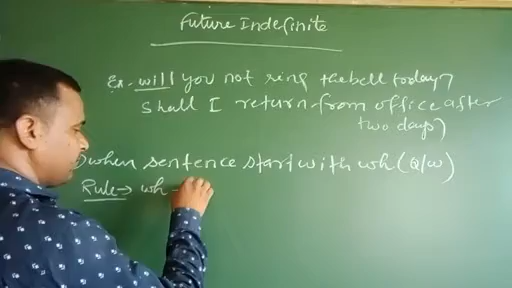 Future Indefinite
Ex- will you not ring the bell today?
Shall I return from office after
two days)
) when sentence start with wh (Q/w)
Rule → wh -